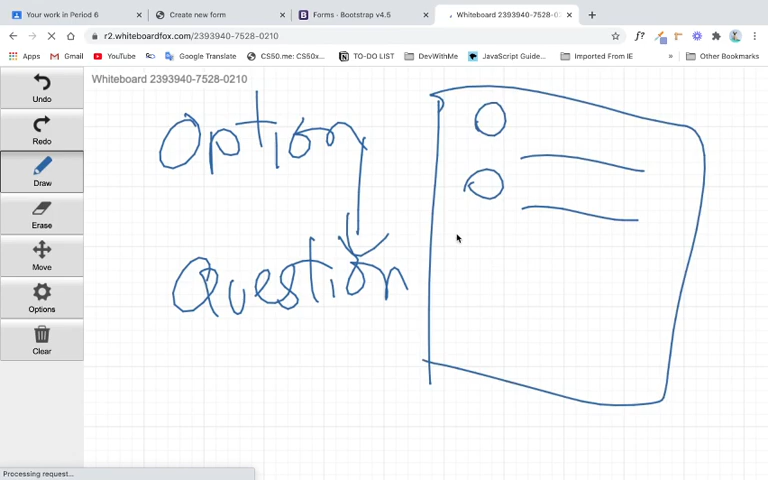 Your work in Period 6
Create new form
Forms - Bootstrap v4.5
Whiteboard 2393940-7528-0210
r2.whiteboardfox.com/2393940-7528-0210
Apps
Gmail
YouTube
Google Translate
CS50.me: CS50x...
TO-DO LIST
DevWithMe
JavaScript Guide...
Imported From IE
Other Bookmarks
Whiteboard 2393940-7528-0210
Undo
Redo
Draw
Erase
Move
Options
Clear
Option
Question
Processing request...